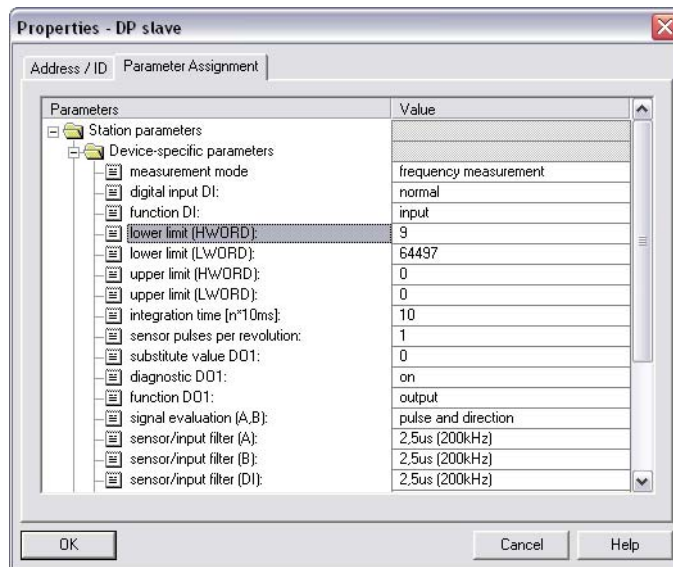 Properties - DP slave
Address / ID Parameter Assignment
Parameters Value
Station parameters
Device-specific parameters
measurement mode frequency measurement
digital input DI: normal
function DI: input
lower limit (HWORD): 9
lower limit (LWORD): 64497
upper limit (HWORD): 0
upper limit (LWORD): 0
integration time [n*10ms]: 10
sensor pulses per revolution: 1
substitute value DO1: 0
diagnostic DO1: on
function DO1: output
signal evaluation (A,B): pulse and direction
sensor/input filter (A): 2,5us (200kHz)
sensor/input filter (B): 2,5us (200kHz)
sensor/input filter (DI): 2,5us (200kHz)
OK Cancel Help